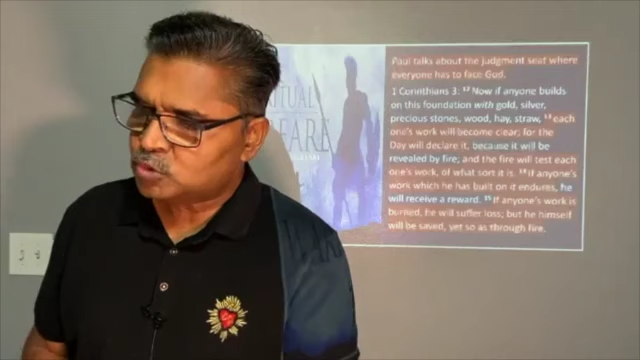 RITUAL
FARE
Paul talks about the judgment seat where
everyone has to face God.
1 Corinthians 3: 12 Now if anyone builds
on this foundation with gold, silver,
precious stones, wood, hay, straw, 13 each
one's work will become clear; for the
Day will declare it, because it will be
revealed by fire; and the fire will test each
one's work, of what sort it is. 14 If anyone's
work which he has built on it endures, he
will receive a reward. 15 If anyone's work is
burned, he will suffer loss; but he himself
will be saved, yet so as through fire.